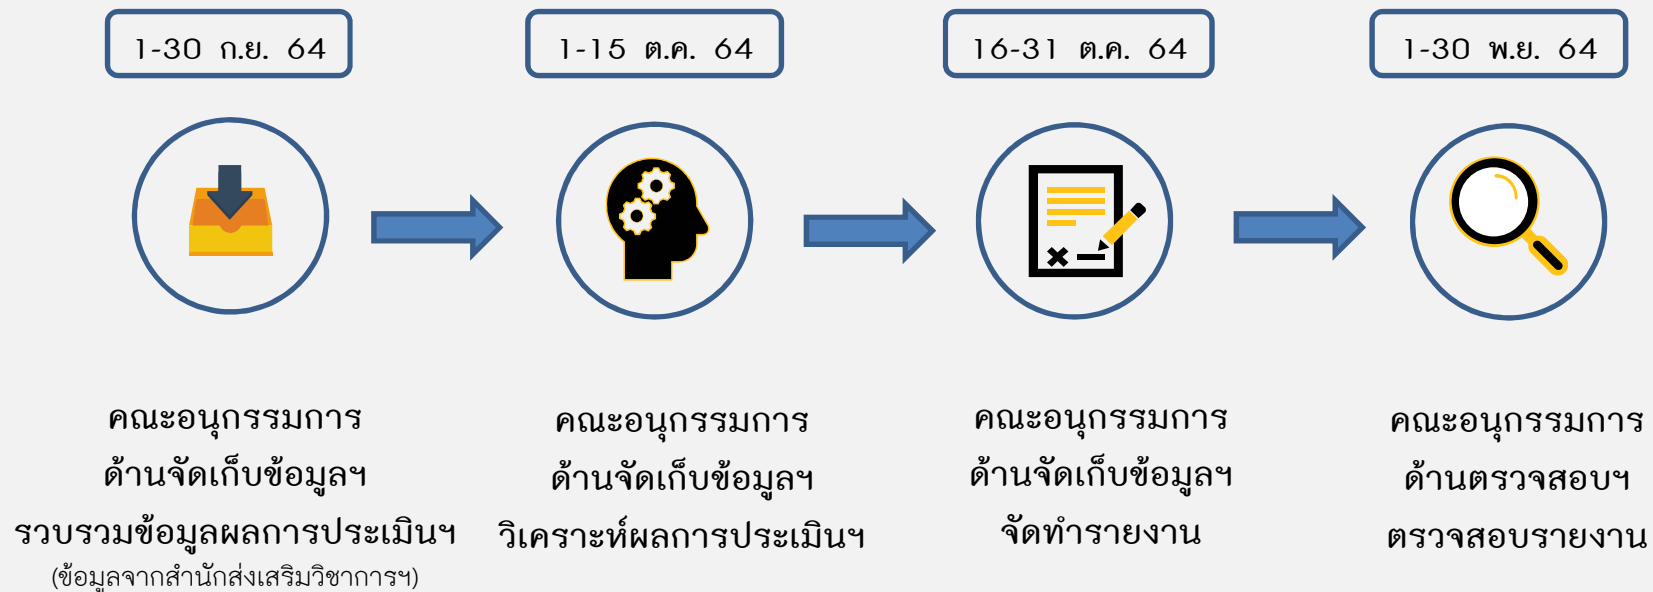 1-30 ก.ย. 64
1-15 ต.ค. 64
16-31 ต.ค. 64
1-30 พ.ย. 64
คณะอนุกรรมการ
ด้านจัดเก็บข้อมูลฯ
รวบรวมข้อมูลผลการประเมินฯ
(ข้อมูลจากสำนักส่งเสริมวิชาการฯ)
คณะอนุกรรมการ
ด้านจัดเก็บข้อมูลฯ
วิเคราะห์ผลการประเมินฯ
คณะอนุกรรมการ
ด้านจัดเก็บข้อมูลฯ
จัดทำรายงาน
คณะอนุกรรมการ
ด้านตรวจสอบฯ
ตรวจสอบรายงาน